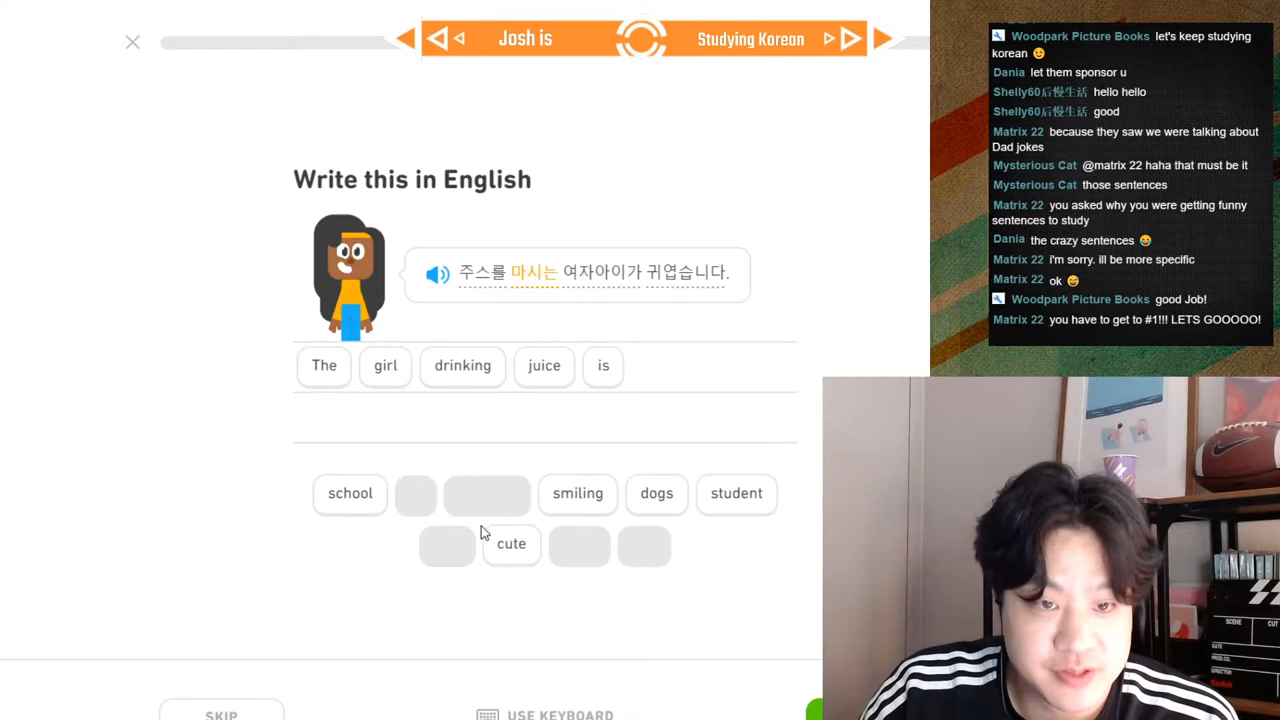 Josh is
Studying Korean
Write this in English
주스를 마시는 여자아이가 귀엽습니다.
The girl drinking juice is
school smiling dogs student
cute
SKIP
USE KEYBOARD
Woodpark Picture Books let's keep studying
korean 😉
Dania let them sponsor u
Shelly60后慢生活 hello hello
Shelly60后慢生活 good
Matrix 22 because they saw we were talking about
Dad jokes
Mysterious Cat @matrix 22 haha that must be it
Mysterious Cat those sentences
Matrix 22 you asked why you were getting funny
sentences to study
Dania the crazy sentences 😂
Matrix 22 i'm sorry. ill be more specific
Matrix 22 ok 😅
Woodpark Picture Books good Job!
Matrix 22 you have to get to #1!!! LETS GOOOOO!
SCENE